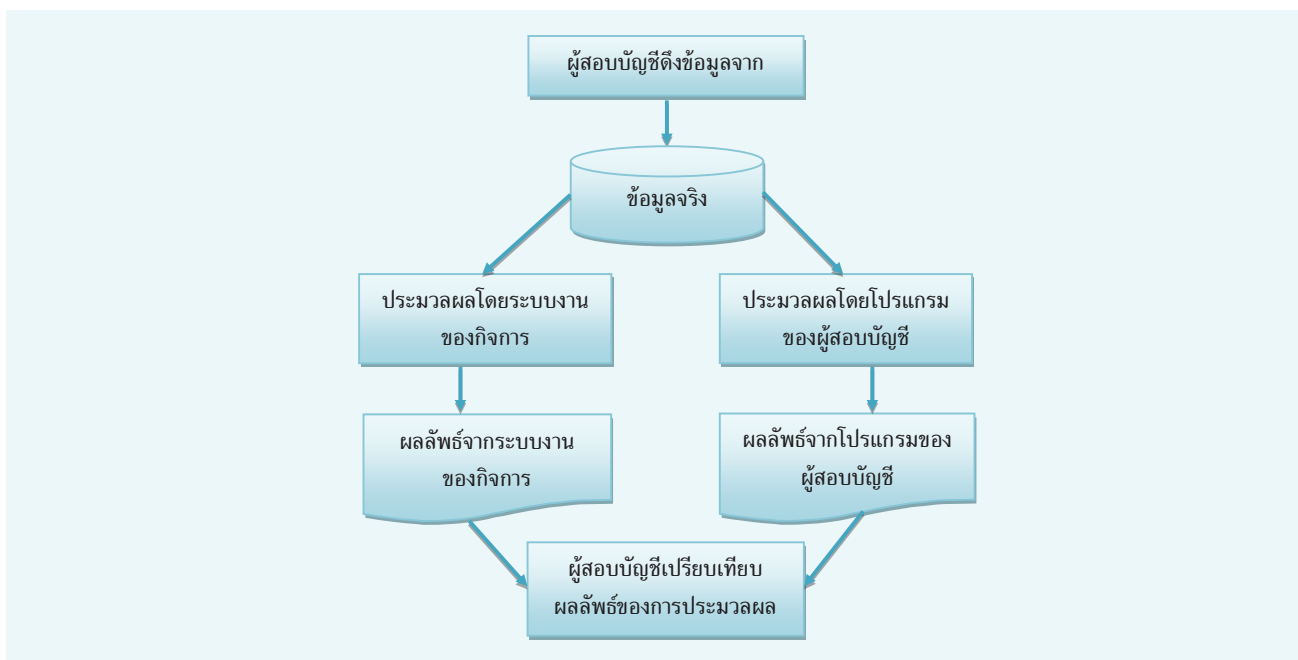 ผู้สอบบัญชีดึงข้อมูลจาก
ข้อมูลจริง
ประมวลผลโดยระบบงาน
ของกิจการ
ประมวลผลโดยโปรแกรม
ของผู้สอบบัญชี
ผลลัพธ์จากระบบงาน
ของกิจการ
ผลลัพธ์จากโปรแกรมของ
ผู้สอบบัญชี
ผู้สอบบัญชีเปรียบเทียบ
ผลลัพธ์ของการประมวลผล